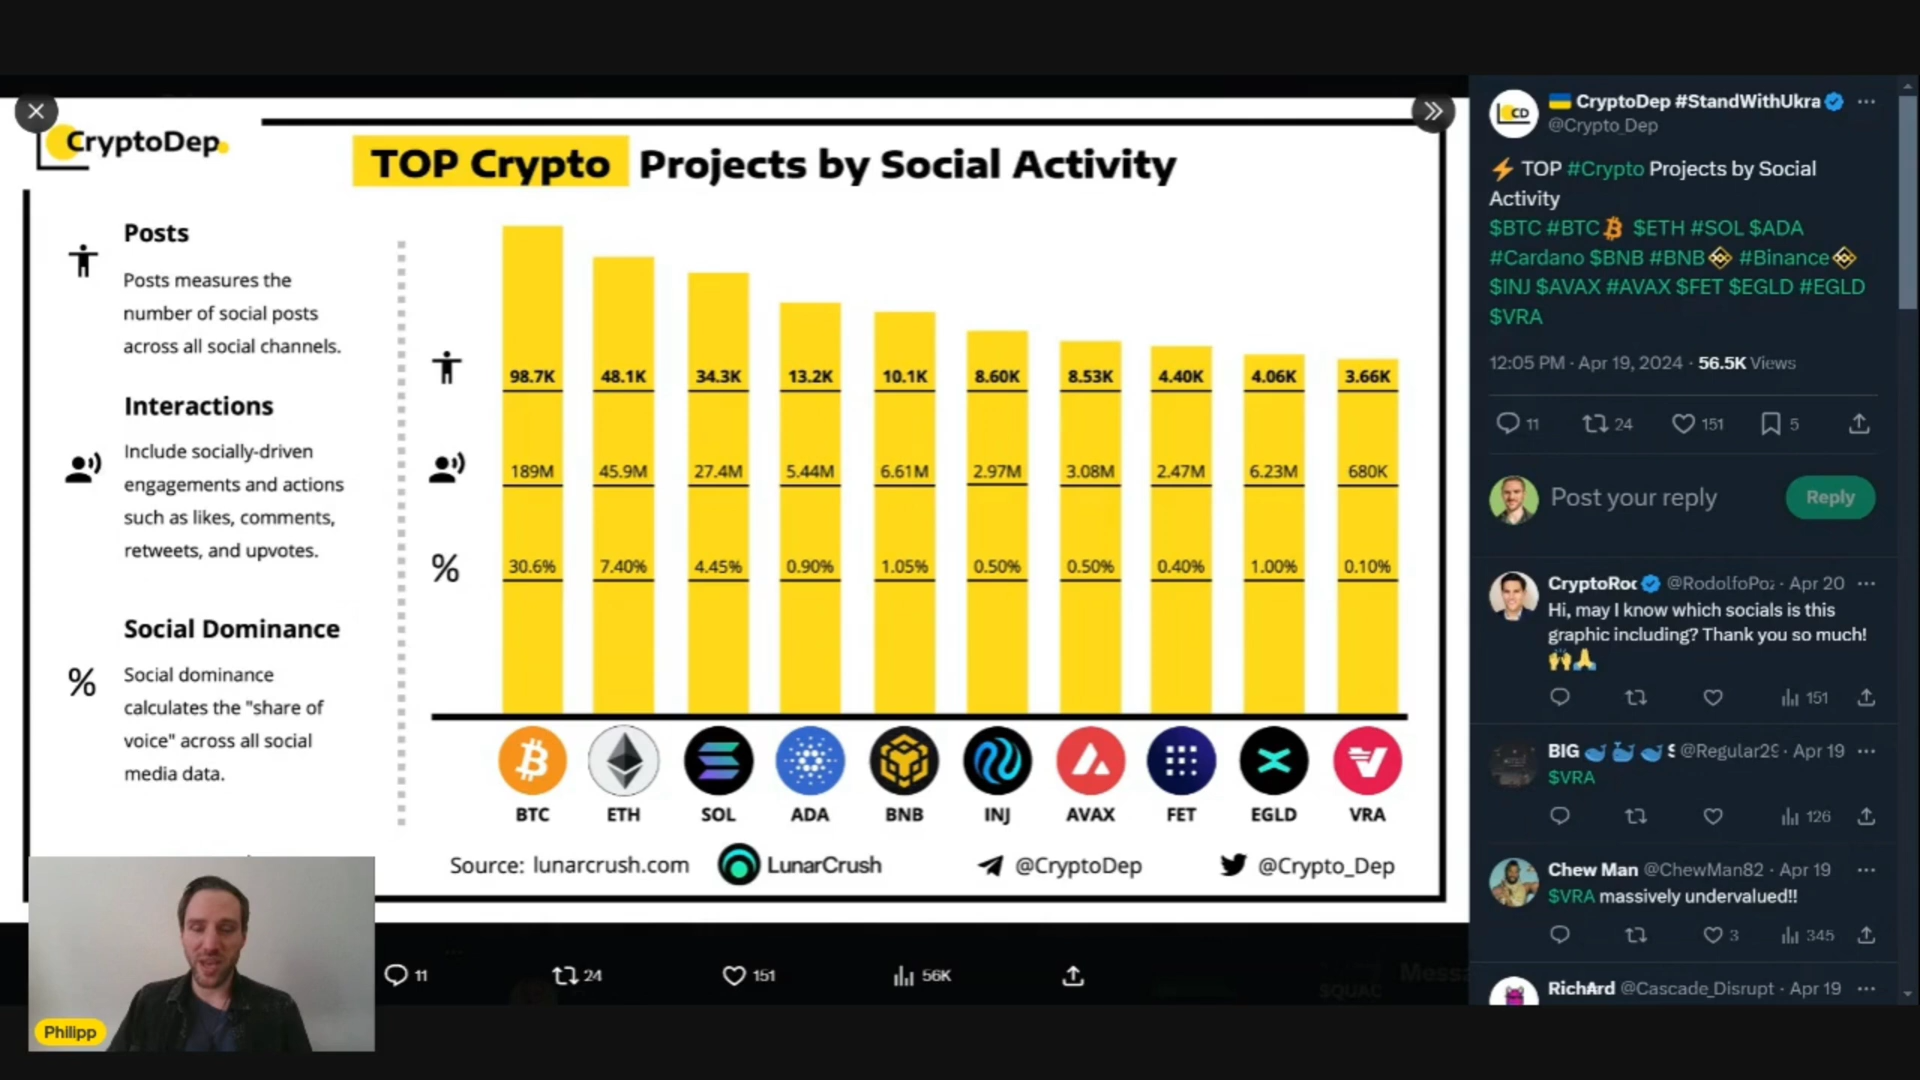 CryptoDep.
TOP Crypto Projects by Social Activity
Posts
Posts measures the
number of social posts
across all social channels.
Interactions
Include socially-driven
engagements and actions
such as likes, comments,
retweets, and upvotes.
Social Dominance
%
Social dominance
calculates the "share of
voice" across all social
media data.
98.7K 48.1K 34.3K 13.2K 10.1K 8.60K 8.53K 4.40K 4.06K 3.66K
189M 45.9M 27.4M 5.44M 6.61M 2.97M 3.08M 2.47M 6.23M 680K
% 30.6% 7.40% 4.45% 0.90% 1.05% 0.50% 0.50% 0.40% 1.00% 0.10%
BTC ETH SOL ADA BNB INJ AVAX FET EGLD VRA
Source: lunarcrush.com LunarCrush @CryptoDep @Crypto_Dep
11 24 151 56K
Philipp
CD
CryptoDep #StandWithUkra
@Crypto_Dep
TOP #Crypto Projects by Social
Activity
$BTC #BTC $ETH #SOL $ADA
#Cardano $BNB #BNB #Binance
$INJ $AVAX #AVAX $FET $EGLD #EGLD
$VRA
12:05 PM · Apr 19, 2024 · 56.5K Views
11 24 151 5
Post your reply Reply
CryptoRoc @RodolfoPoz · Apr 20
Hi, may I know which socials is this
graphic including? Thank you so much!
151
BIG @Regular29 · Apr 19
$VRA
126
Chew Man @ChewMan82 · Apr 19
$VRA massively undervalued!!
3 345
RichArd @Cascade_Disrupt · Apr 19